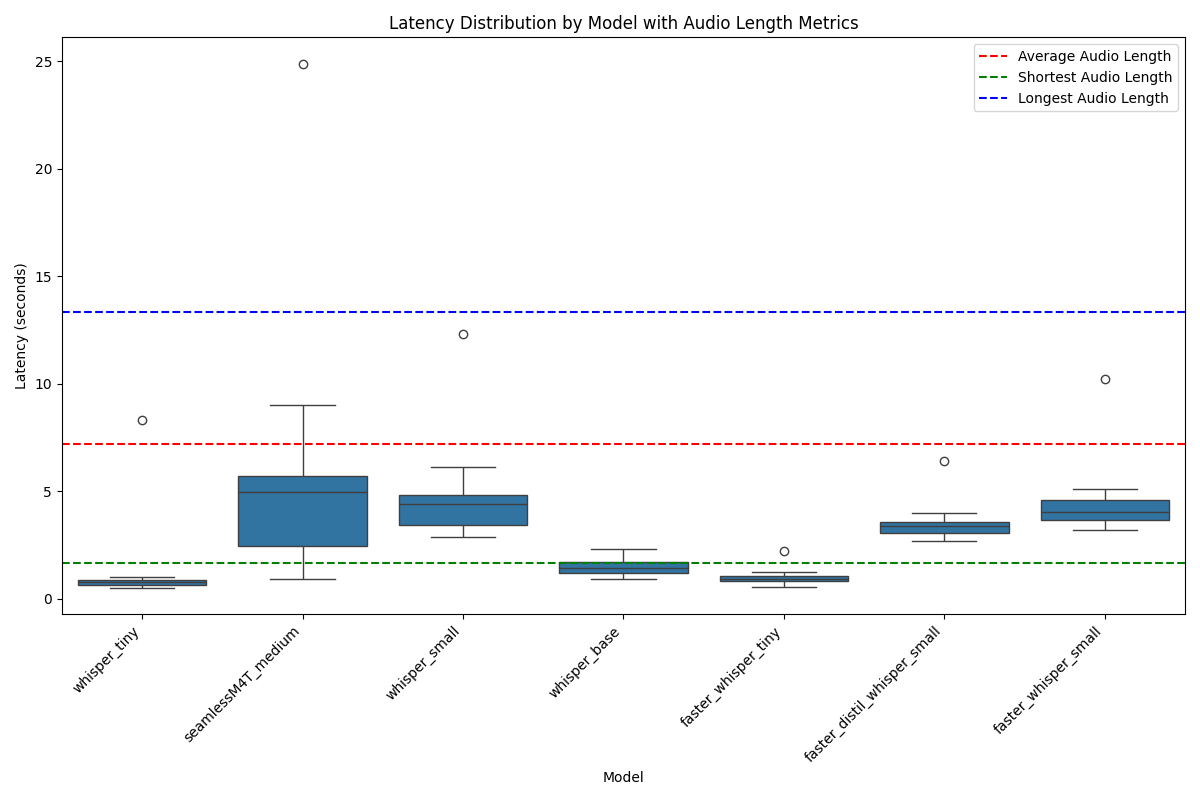 Latency Distribution by Model with Audio Length Metrics
Average Audio Length
Shortest Audio Length
Longest Audio Length
25
20
15
10
5
0
Latency (seconds)
whisper_tiny
seamlessM4T_medium
whisper_small
whisper_base
faster_whisper_tiny
faster_distil_whisper_small
faster_whisper_small
Model